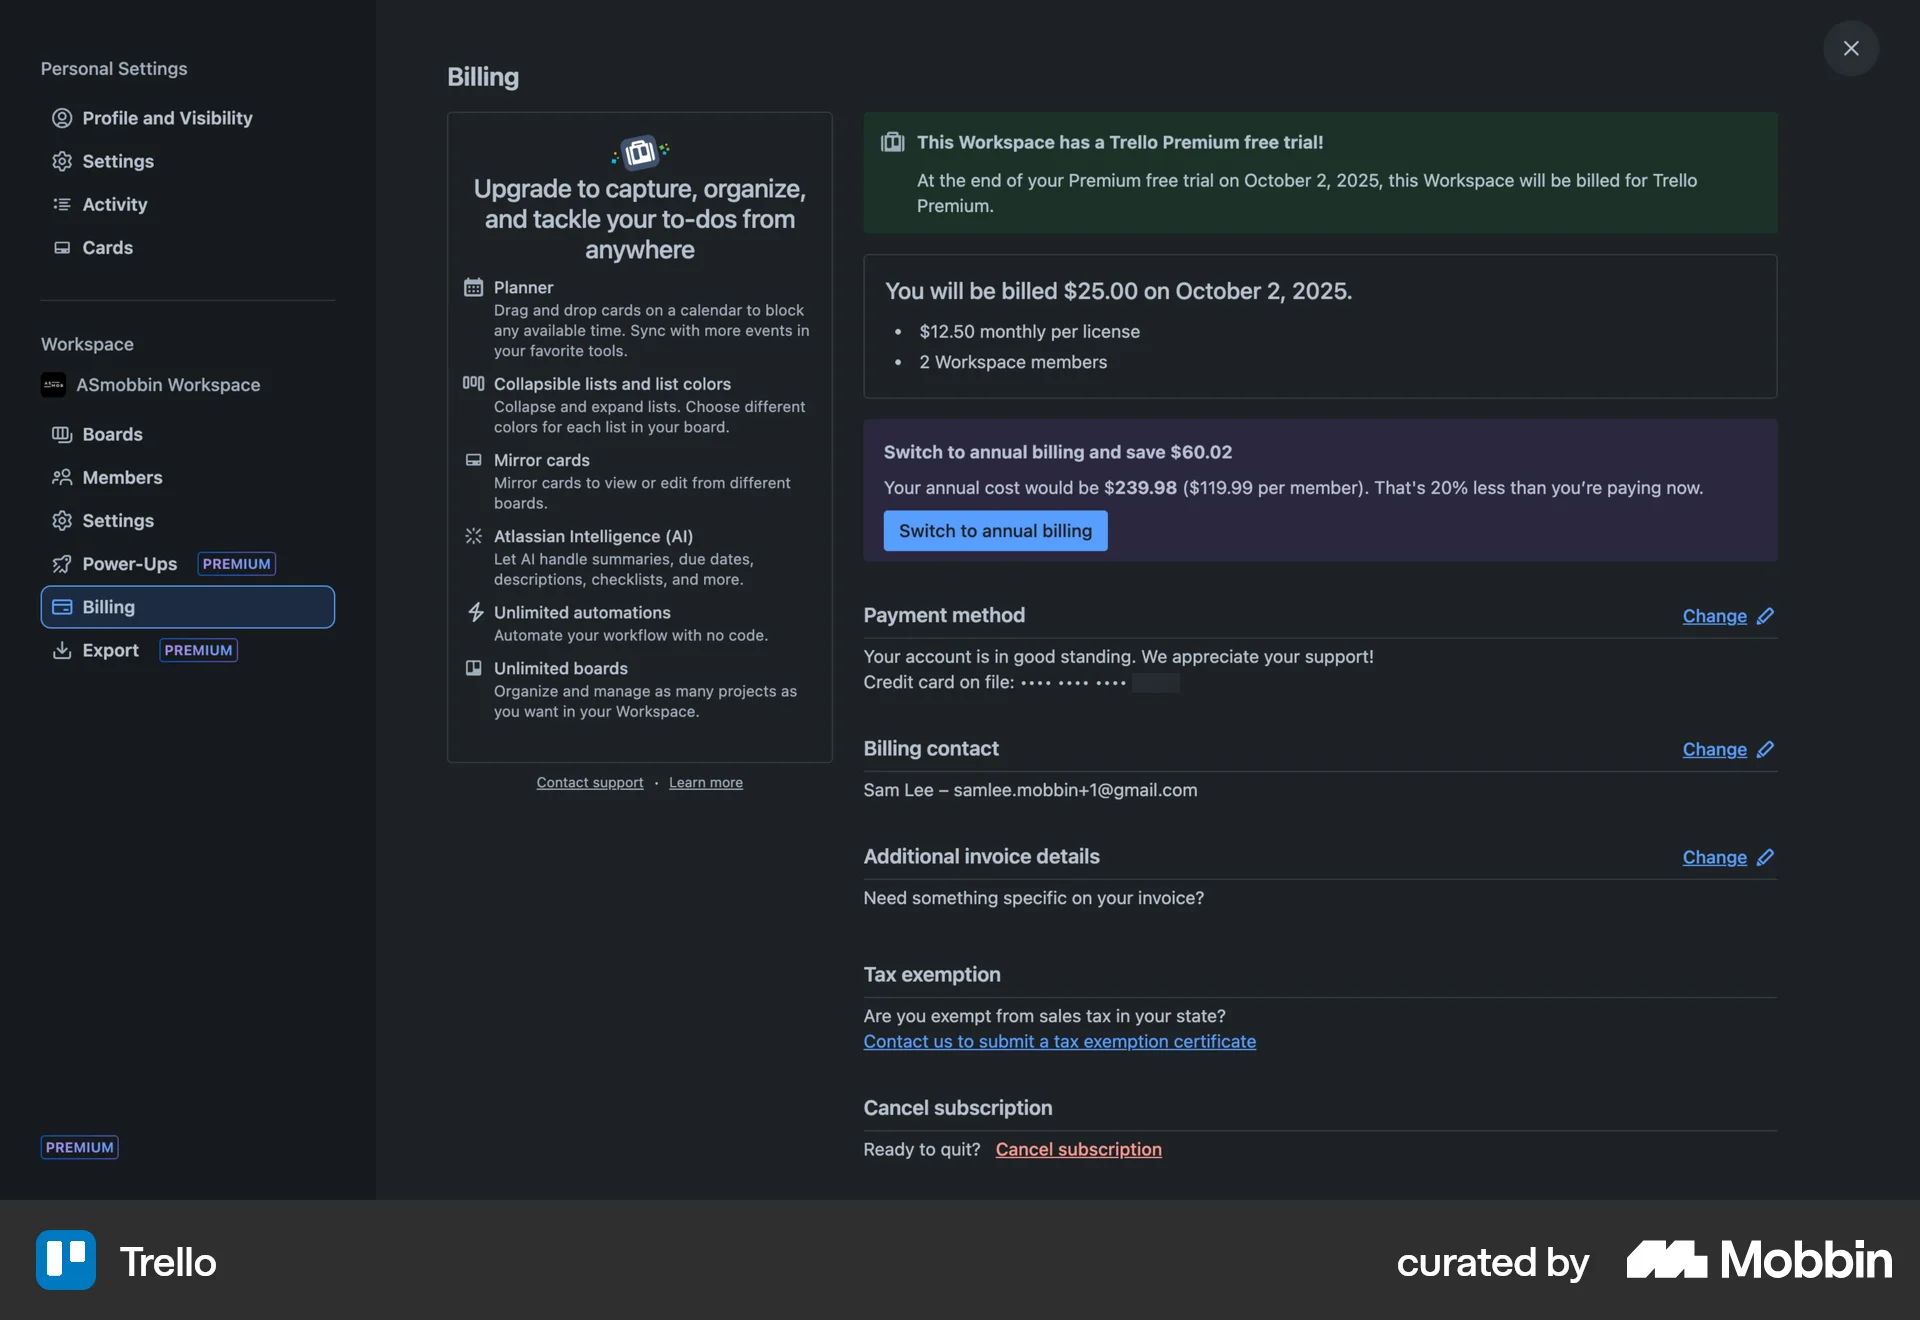 Personal Settings
Profile and Visibility
Settings
Activity
Cards
Workspace
ASmobbin Workspace
Boards
Members
Settings
Power-Ups PREMIUM
Billing
Export PREMIUM
PREMIUM
Billing
Upgrade to capture, organize,
and tackle your to-dos from
anywhere
Planner
Drag and drop cards on a calendar to block
any available time. Sync with more events in
your favorite tools.
Collapsible lists and list colors
Collapse and expand lists. Choose different
colors for each list in your board.
Mirror cards
Mirror cards to view or edit from different
boards.
Atlassian Intelligence (AI)
Let AI handle summaries, due dates,
descriptions, checklists, and more.
Unlimited automations
Automate your workflow with no code.
Unlimited boards
Organize and manage as many projects as
you want in your Workspace.
Contact support · Learn more
This Workspace has a Trello Premium free trial!
At the end of your Premium free trial on October 2, 2025, this Workspace will be billed for Trello
Premium.
You will be billed $25.00 on October 2, 2025.
• $12.50 monthly per license
• 2 Workspace members
Switch to annual billing and save $60.02
Your annual cost would be $239.98 ($119.99 per member). That's 20% less than you’re paying now.
Switch to annual billing
Payment method Change
Your account is in good standing. We appreciate your support!
Credit card on file: •••• •••• ••••
Billing contact Change
Sam Lee – samlee.mobbin+1@gmail.com
Additional invoice details Change
Need something specific on your invoice?
Tax exemption
Are you exempt from sales tax in your state?
Contact us to submit a tax exemption certificate
Cancel subscription
Ready to quit? Cancel subscription
Trello
curated by Mobbin